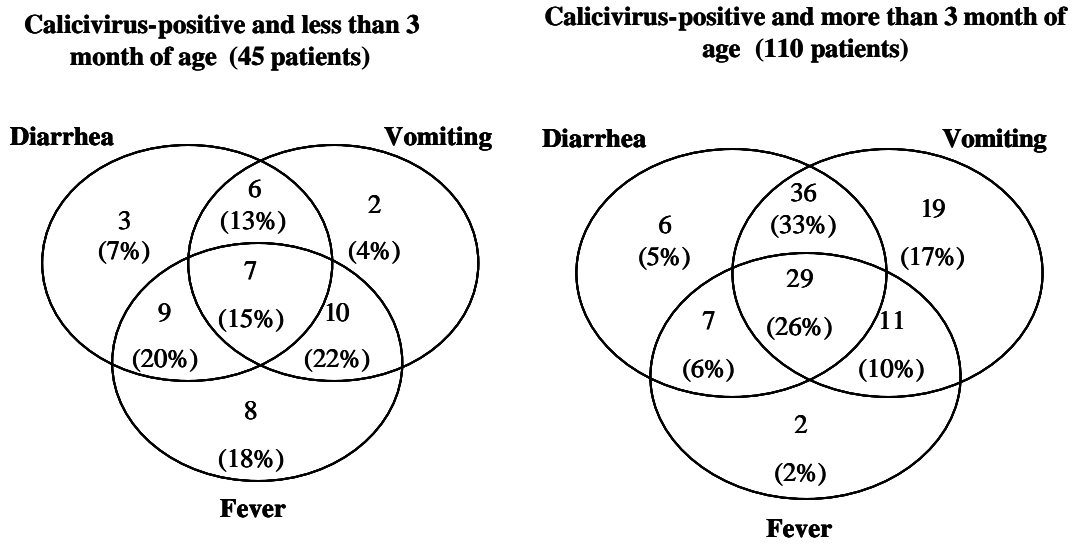 Calicivirus-positive and less than 3
month of age (45 patients)
Diarrhea
Vomiting
6
(13%)
2
(4%)
3
(7%)
7
(15%)
9
(20%)
10
(22%)
8
(18%)
Fever
Calicivirus-positive and more than 3 month of
age (110 patients)
Diarrhea
Vomiting
36
(33%)
19
(17%)
6
(5%)
29
(26%)
7
(6%)
11
(10%)
2
(2%)
Fever